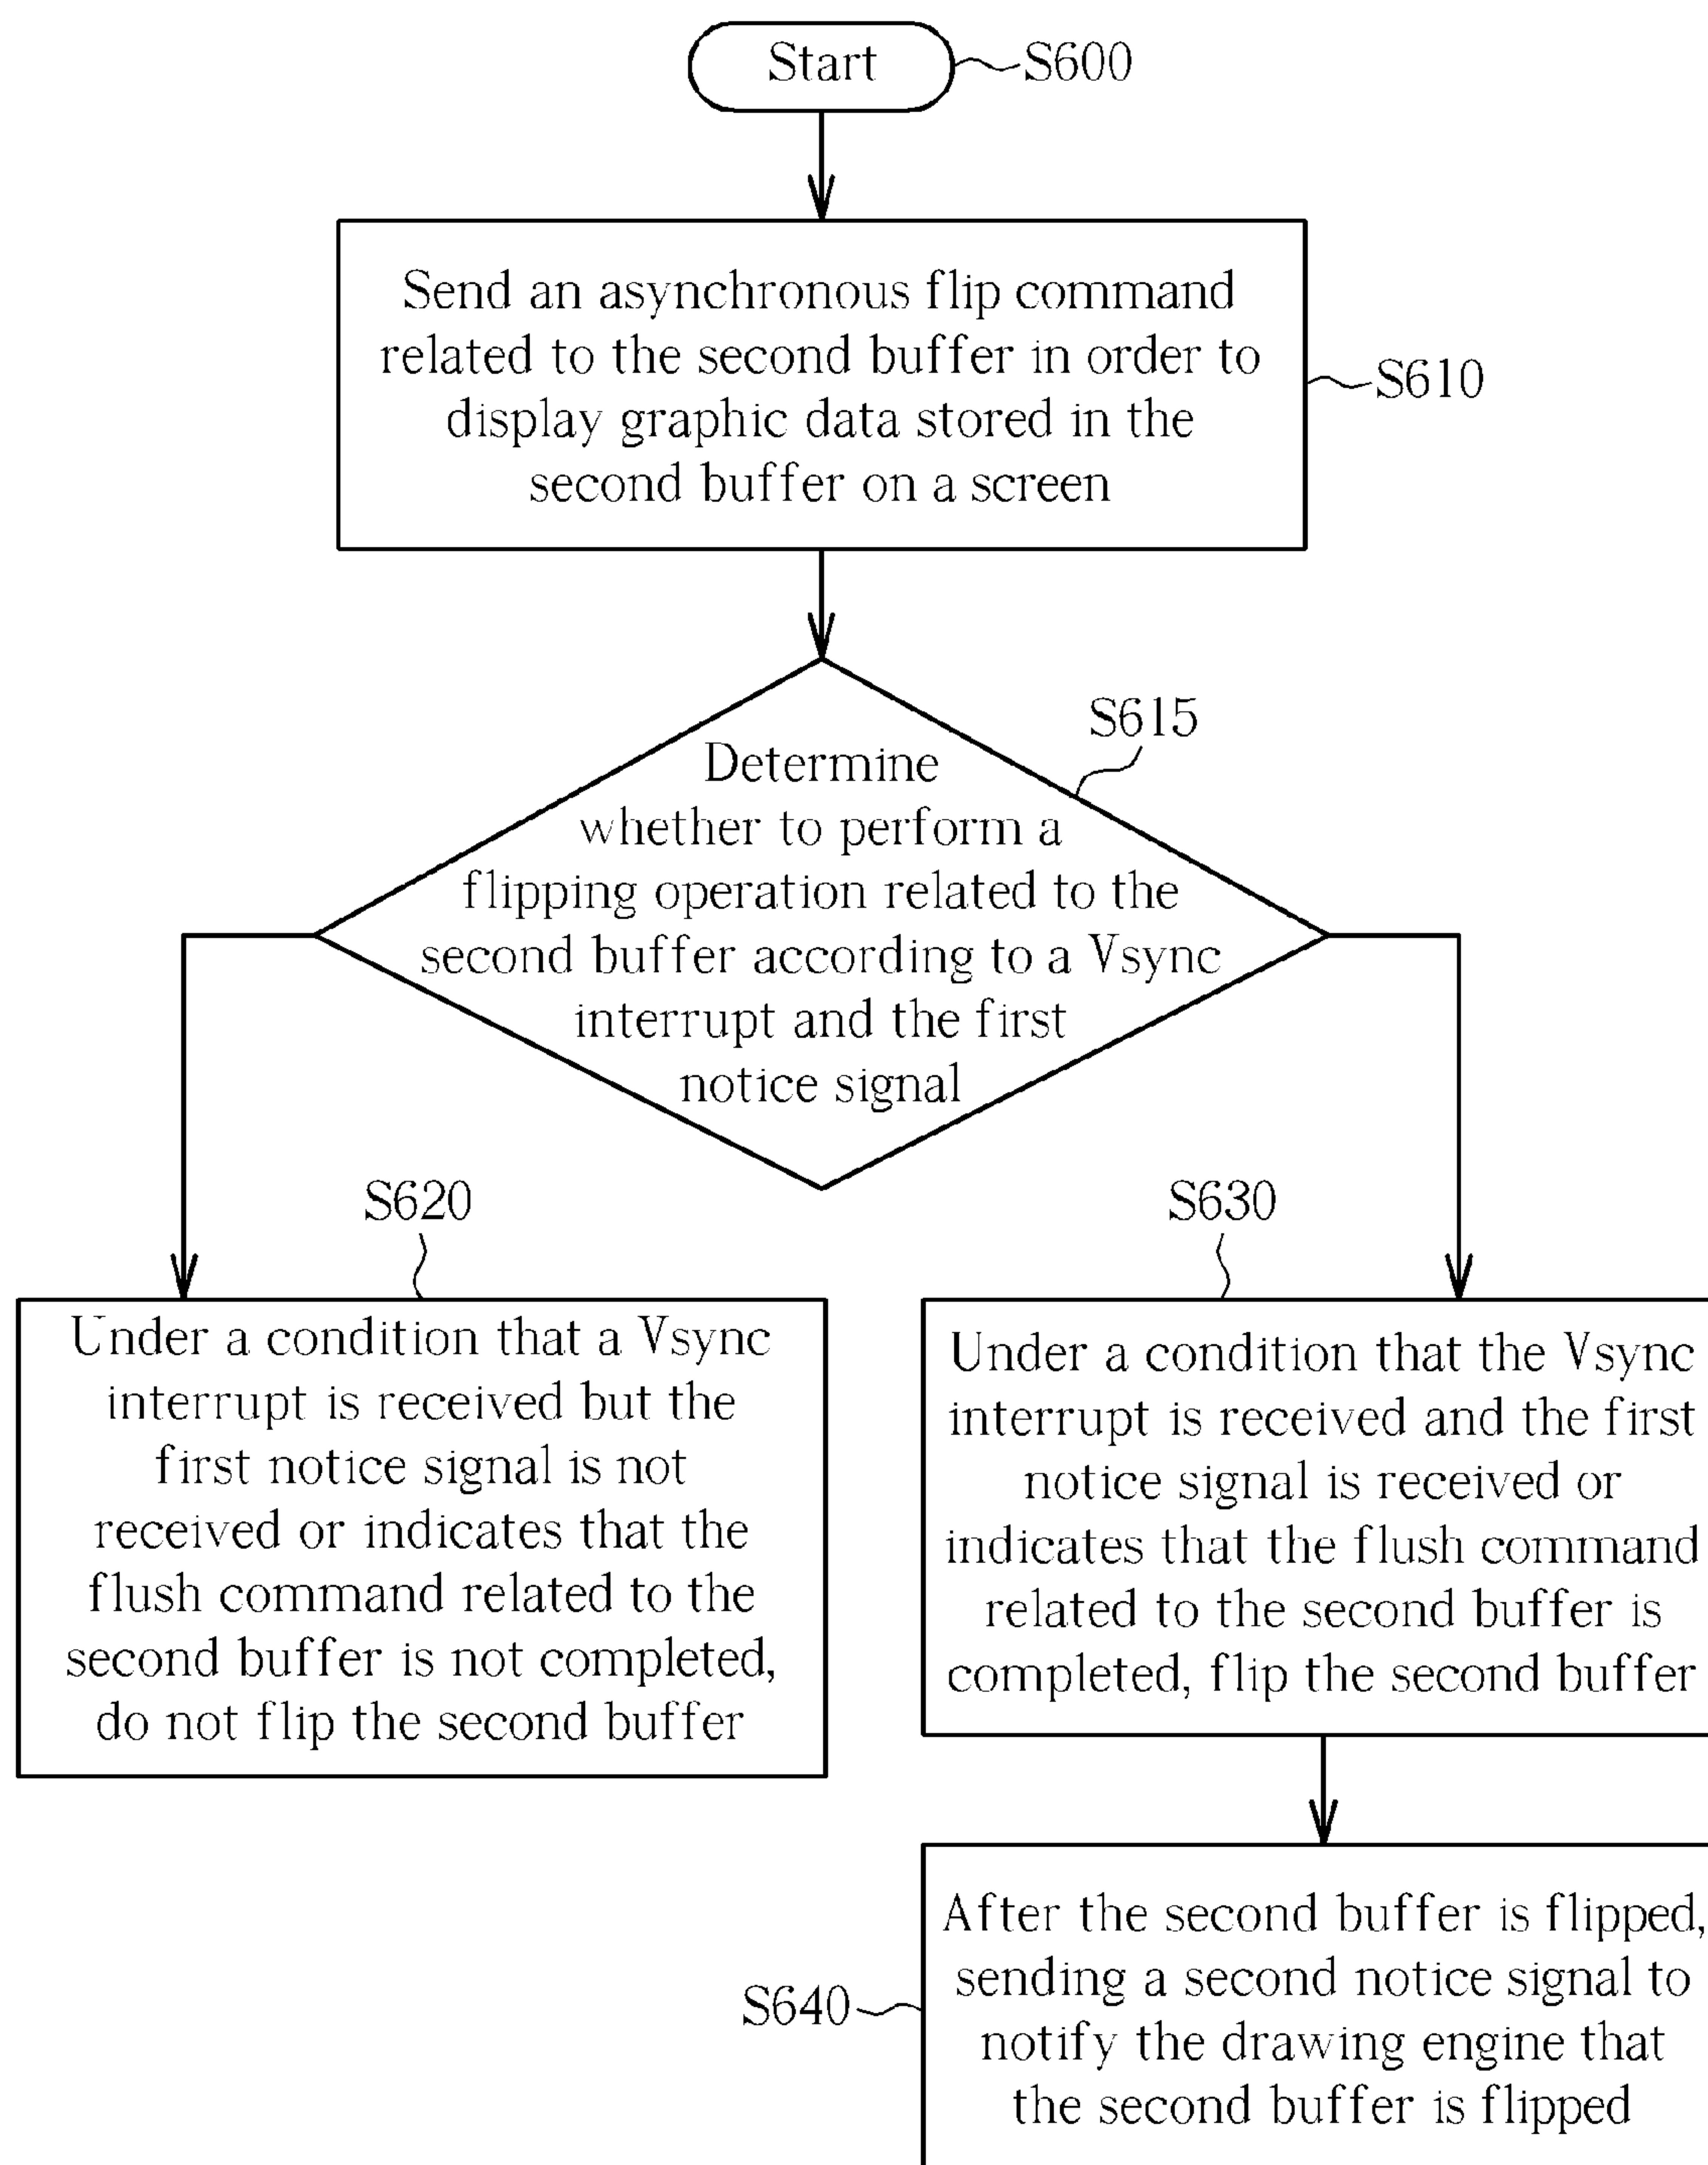 Start
S600
Send an asynchronous flip command
related to the second buffer in order to
display graphic data stored in the
second buffer on a screen
S610
S615
Determine
whether to perform a
flipping operation related to the
second buffer according to a Vsync
interrupt and the first
notice signal
S620
Under a condition that a Vsync
interrupt is received but the
first notice signal is not
received or indicates that the
flush command related to the
second buffer is not completed,
do not flip the second buffer
S630
Under a condition that the Vsync
interrupt is received and the first
notice signal is received or
indicates that the flush command
related to the second buffer is
completed, flip the second buffer
S640
After the second buffer is flipped,
sending a second notice signal to
notify the drawing engine that
the second buffer is flipped